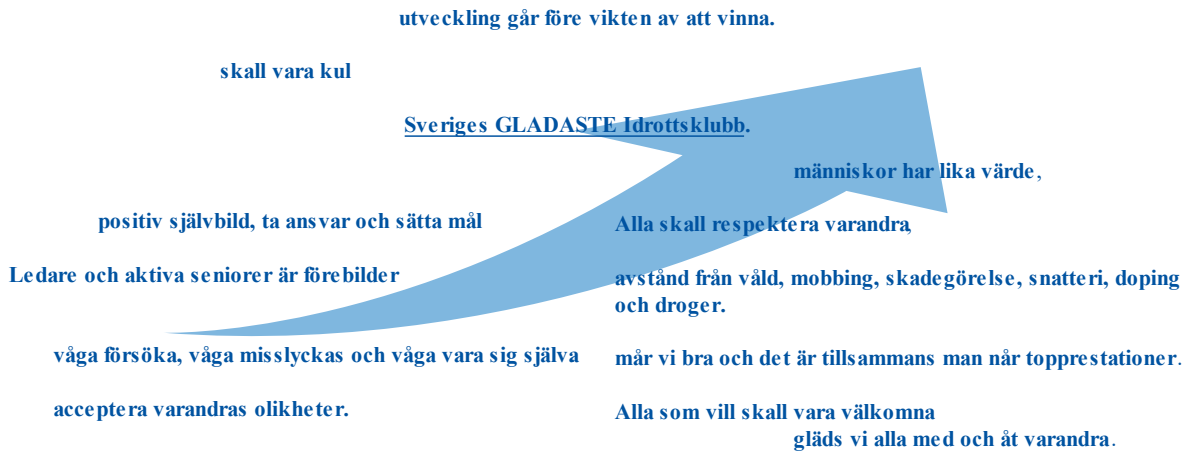 utveckling går före vikten av att vinna.
skall vara kul
Sveriges GLADASTE Idrottsklubb.
människor har lika värde,
positiv självbild, ta ansvar och sätta mål
Alla skall respektera varandra,
Ledare och aktiva seniorer är förebilder
avstånd från våld, mobbing, skadegörelse, snatteri, doping
och droger.
våga försöka, våga misslyckas och våga vara sig själva
mår vi bra och det är tillsammans man når topprestationer.
acceptera varandras olikheter.
Alla som vill skall vara välkomna
gläds vi alla med och åt varandra.